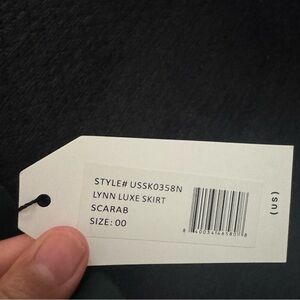 STYLE# USSK0358N
LYNN LUXE SKIRT
SCARAB
SIZE: 00
(US)